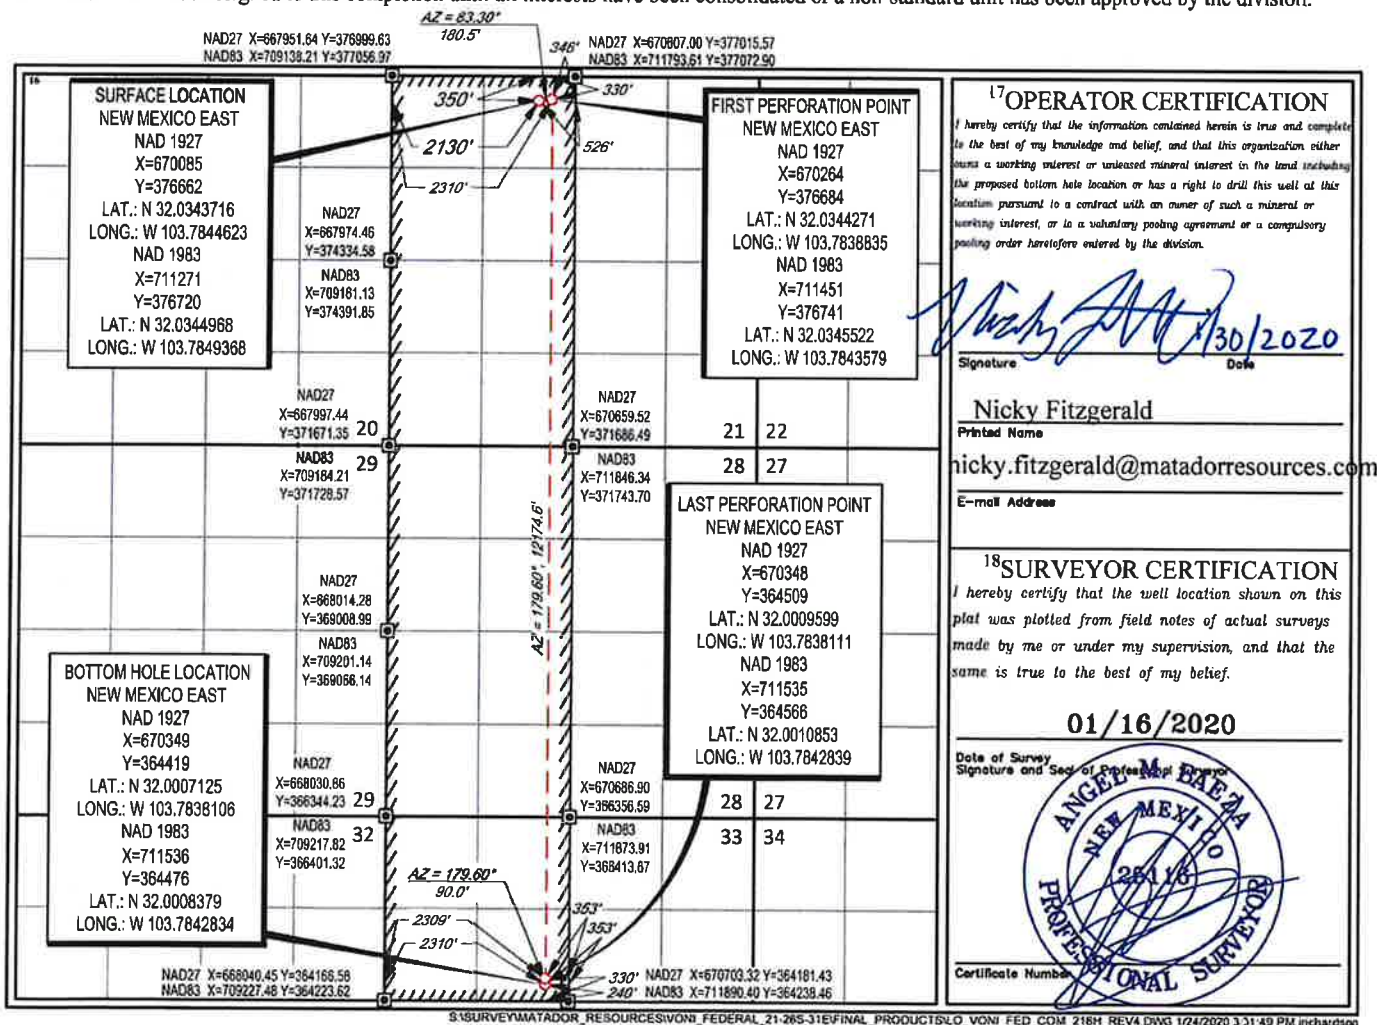 AZ = 83.30°
180.5'
NAD27 X=667951.64 Y=376999.63
NAD83 X=709138.21 Y=377056.97
346'
NAD27 X=670607.00 Y=377015.57
NAD83 X=711793.61 Y=377072.90
16
SURFACE LOCATION
NEW MEXICO EAST
NAD 1927
X=670085
Y=376662
LAT.: N 32.0343716
LONG.: W 103.7844623
NAD 1983
X=711271
Y=376720
LAT.: N 32.0344968
LONG.: W 103.7849368
350'
330'
2130'
526'
2310'
FIRST PERFORATION POINT
NEW MEXICO EAST
NAD 1927
X=670264
Y=376684
LAT.: N 32.0344271
LONG.: W 103.7838835
NAD 1983
X=711451
Y=376741
LAT.: N 32.0345522
LONG.: W 103.7843579
NAD27
X=667974.46
Y=374334.58
NAD83
X=709161.13
Y=374391.85
NAD27
X=667997.44
Y=371671.35
20
29
NAD83
X=709184.21
Y=371728.57
NAD27
X=670659.52
Y=371686.49
NAD83
X=711846.34
Y=371743.70
21 22
28 27
AZ = 179.60°, 12174.6'
LAST PERFORATION POINT
NEW MEXICO EAST
NAD 1927
X=670348
Y=364509
LAT.: N 32.0009599
LONG.: W 103.7838111
NAD 1983
X=711535
Y=364566
LAT.: N 32.0010853
LONG.: W 103.7842839
NAD27
X=668014.28
Y=369008.99
NAD83
X=709201.14
Y=369066.14
BOTTOM HOLE LOCATION
NEW MEXICO EAST
NAD 1927
X=670349
Y=364419
LAT.: N 32.0007125
LONG.: W 103.7838106
NAD 1983
X=711536
Y=364476
LAT.: N 32.0008379
LONG.: W 103.7842834
NAD27
X=668030.86
Y=366344.23
29
32
NAD83
X=709217.82
Y=366401.32
NAD27
X=670686.90
Y=366356.59
NAD83
X=711873.91
Y=366413.67
28 27
33 34
AZ = 179.60°
90.0'
2309'
2310'
353'
353'
330'
240'
NAD27 X=668040.45 Y=364166.58
NAD83 X=709227.48 Y=364223.62
NAD27 X=670703.32 Y=364181.43
NAD83 X=711890.40 Y=364238.46
17OPERATOR CERTIFICATION
I hereby certify that the information contained herein is true and complete
to the best of my knowledge and belief, and that this organization either
owns a working interest or unleased mineral interest in the land including
the proposed bottom hole location or has a right to drill this well at this
location pursuant to a contract with an owner of such a mineral or
working interest, or to a voluntary pooling agreement or a compulsory
pooling order heretofore entered by the division.
/30/2020
Signature Date
Nicky Fitzgerald
Printed Name
nicky.fitzgerald@matadorresources.com
E-mail Address
18SURVEYOR CERTIFICATION
I hereby certify that the well location shown on this
plat was plotted from field notes of actual surveys
made by me or under my supervision, and that the
same is true to the best of my belief.
01/16/2020
Date of Survey
Signature and Seal of Professional Surveyor
ANGEL M. BAEZA
NEW MEXICO
25116
PROFESSIONAL SURVEYOR
Certificate Number
S:\SURVEY\MATADOR_RESOURCES\VONI_FEDERAL_21-26S-31E\FINAL_PRODUCTS\LO_VONI_FED_COM_216H_REV4.DWG 1/24/2020 3:31:49 PM